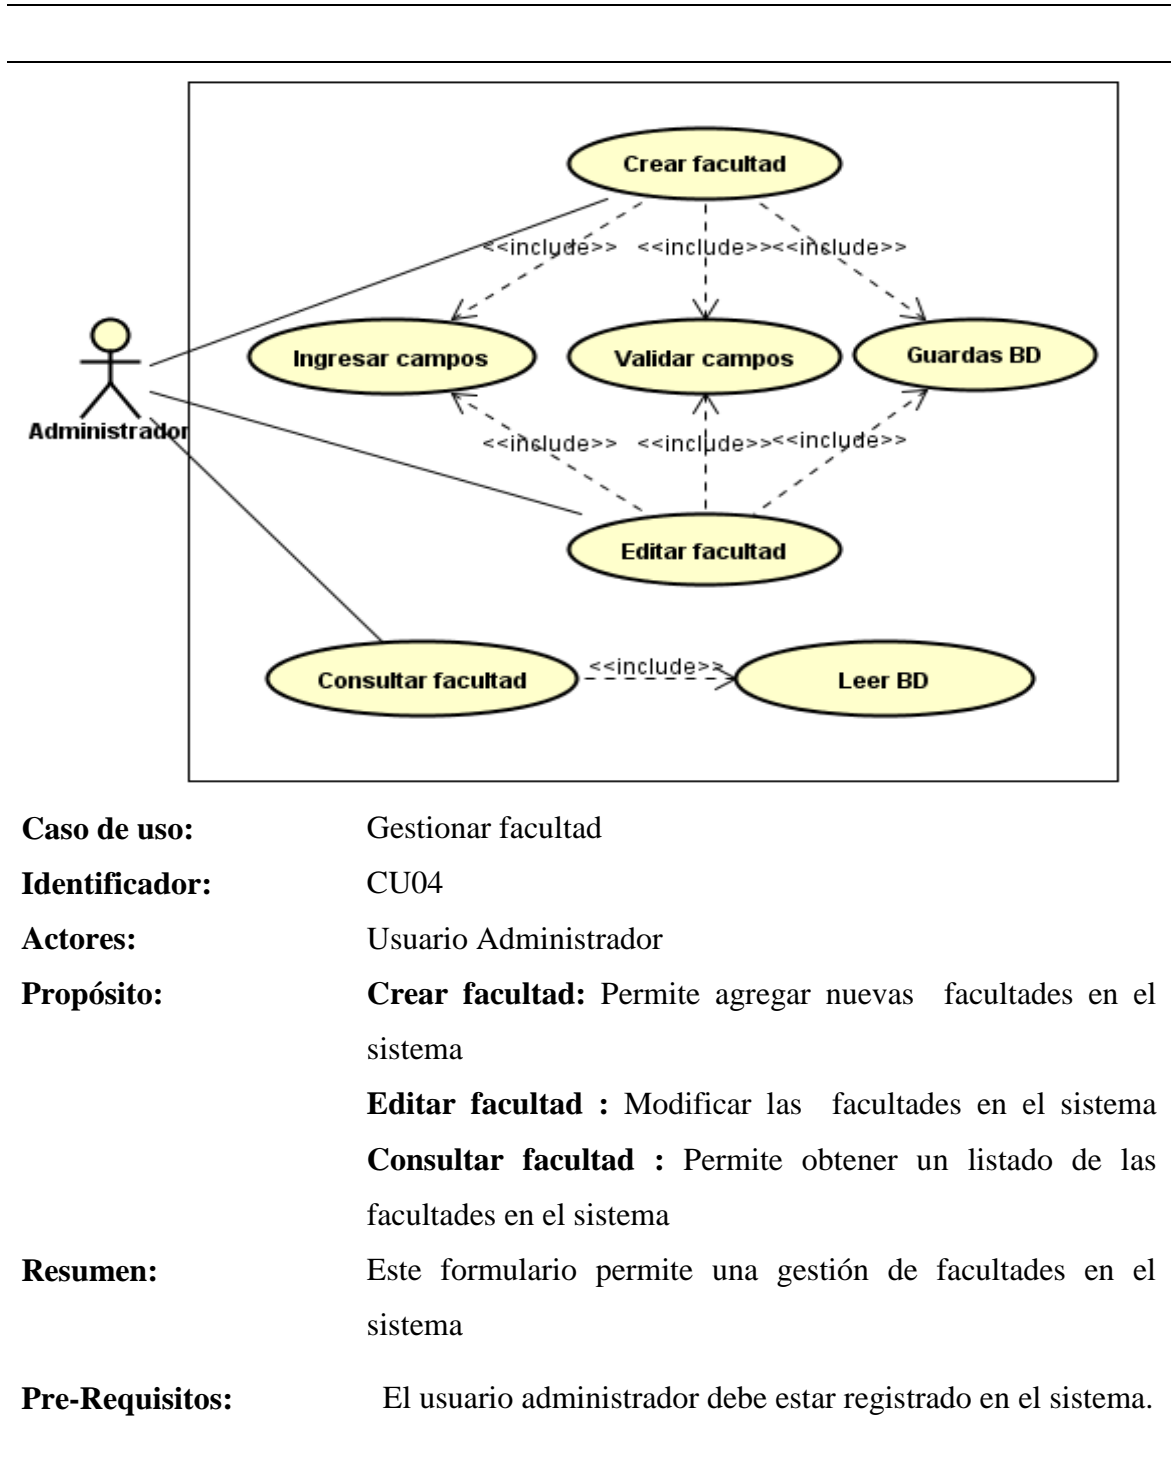 Crear facultad
<<include>> <<include>><<include>>
Ingresar campos Validar campos Guardas BD
Administrador
<<include>> <<include>><<include>>
Editar facultad
Consultar facultad <<include>> Leer BD
Caso de uso: Gestionar facultad
Identificador: CU04
Actores: Usuario Administrador
Propósito: Crear facultad: Permite agregar nuevas facultades en el
sistema
Editar facultad : Modificar las facultades en el sistema
Consultar facultad : Permite obtener un listado de las
facultades en el sistema
Resumen: Este formulario permite una gestión de facultades en el
sistema
Pre-Requisitos: El usuario administrador debe estar registrado en el sistema.